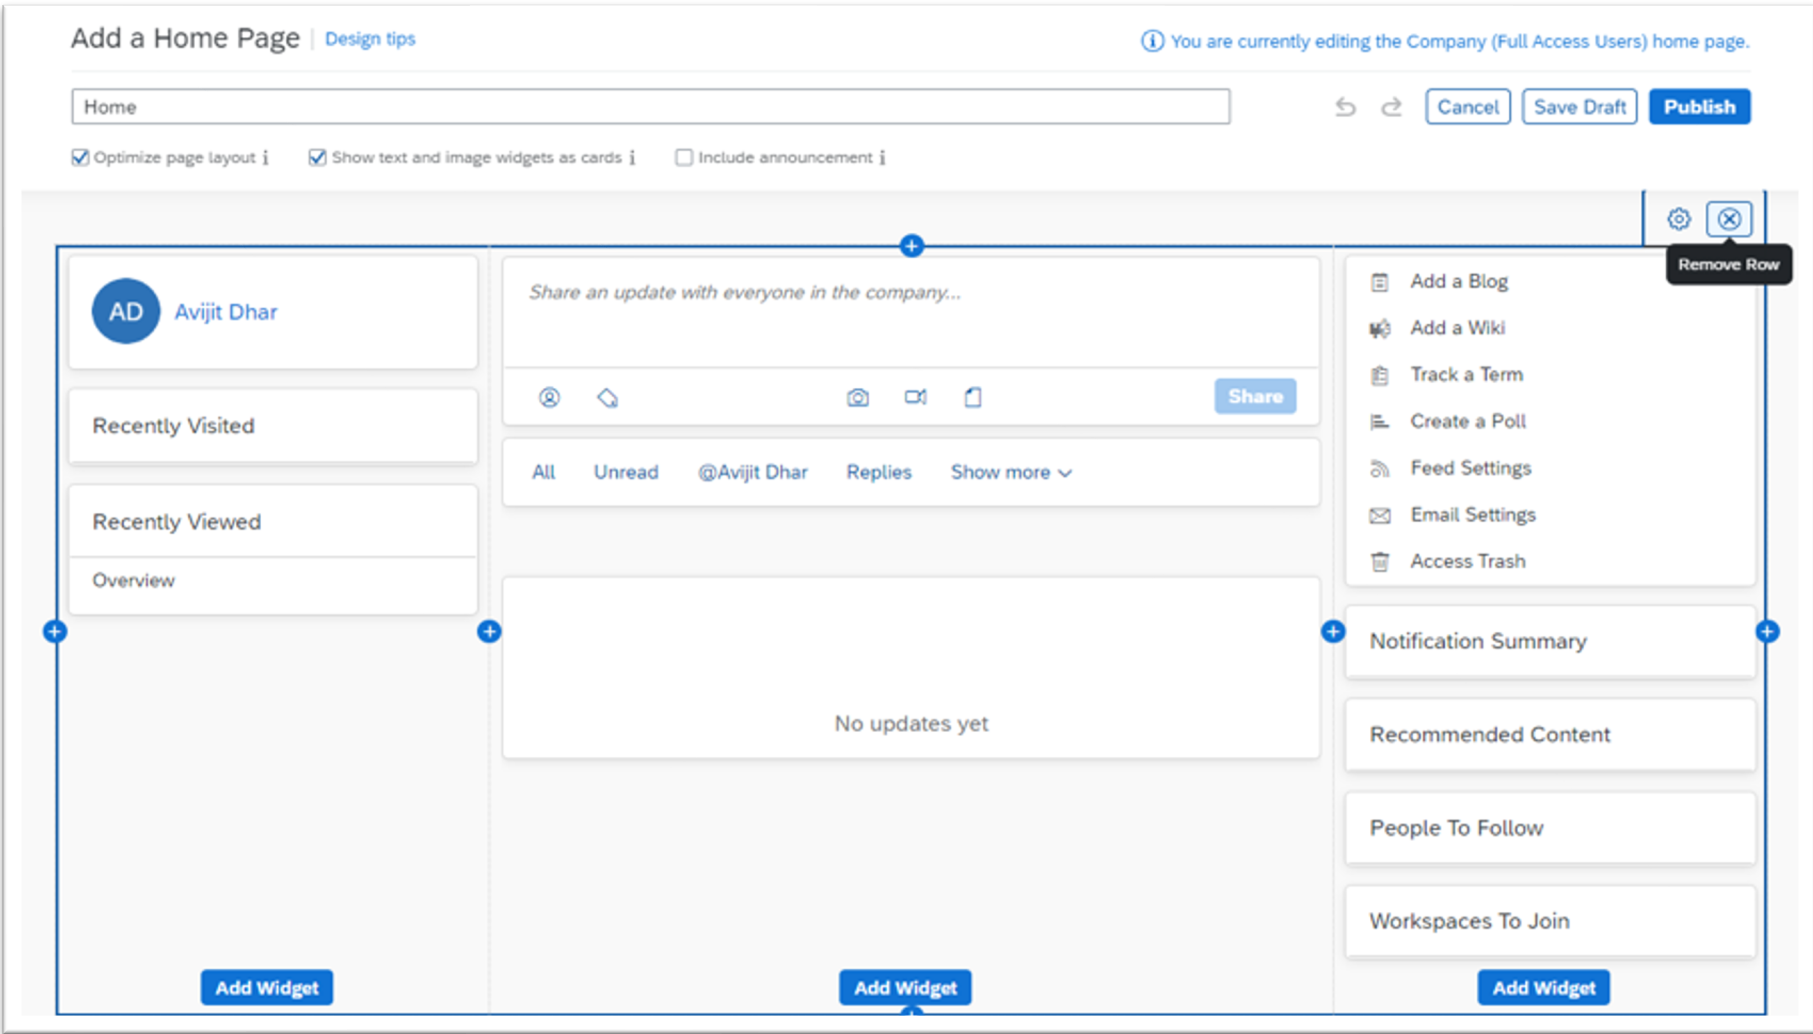 Add a Home Page | Design tips
You are currently editing the Company (Full Access Users) home page.
Home
Cancel
Save Draft
Publish
Optimize page layout
Show text and image widgets as cards
Include announcement
Remove Row
AD Avijit Dhar
Recently Visited
Recently Viewed
Overview
Add Widget
Share an update with everyone in the company...
Share
All Unread @Avijit Dhar Replies Show more
No updates yet
Add Widget
Add a Blog
Add a Wiki
Track a Term
Create a Poll
Feed Settings
Email Settings
Access Trash
Notification Summary
Recommended Content
People To Follow
Workspaces To Join
Add Widget